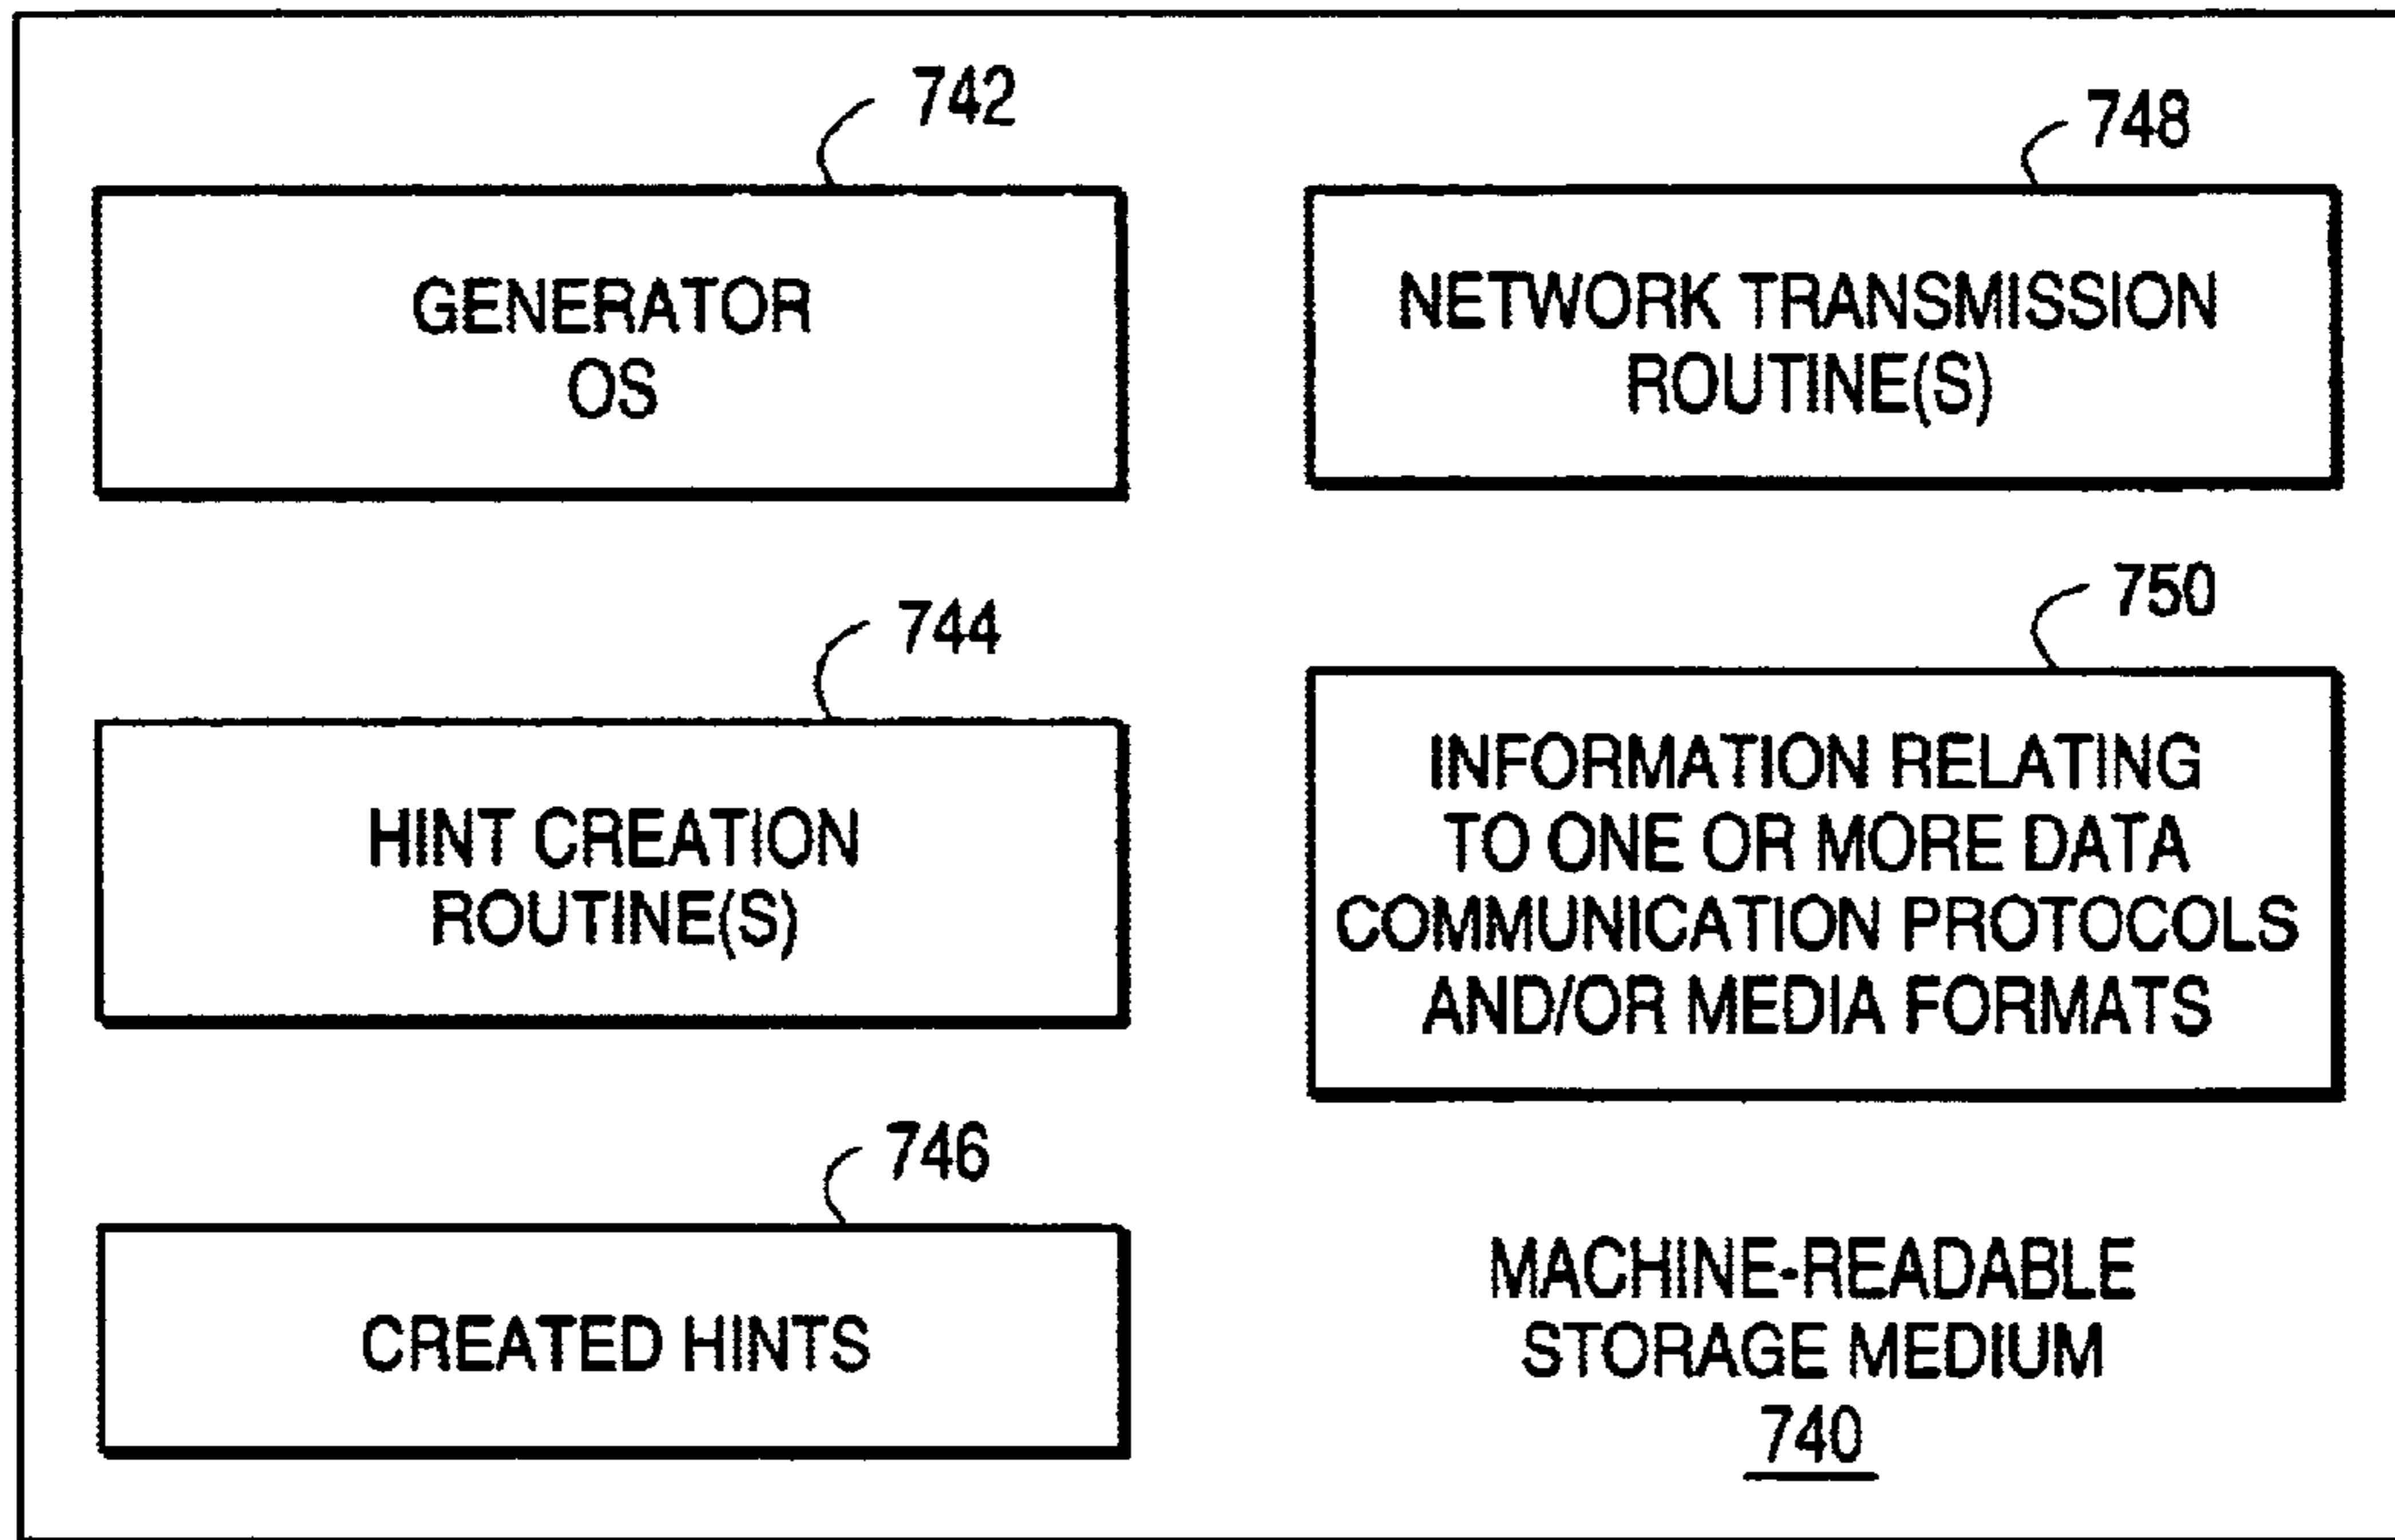 742
GENERATOR
OS
744
HINT CREATION
ROUTINE(S)
746
CREATED HINTS
748
NETWORK TRANSMISSION
ROUTINE(S)
750
INFORMATION RELATING
TO ONE OR MORE DATA
COMMUNICATION PROTOCOLS
AND/OR MEDIA FORMATS
MACHINE-READABLE
STORAGE MEDIUM
740